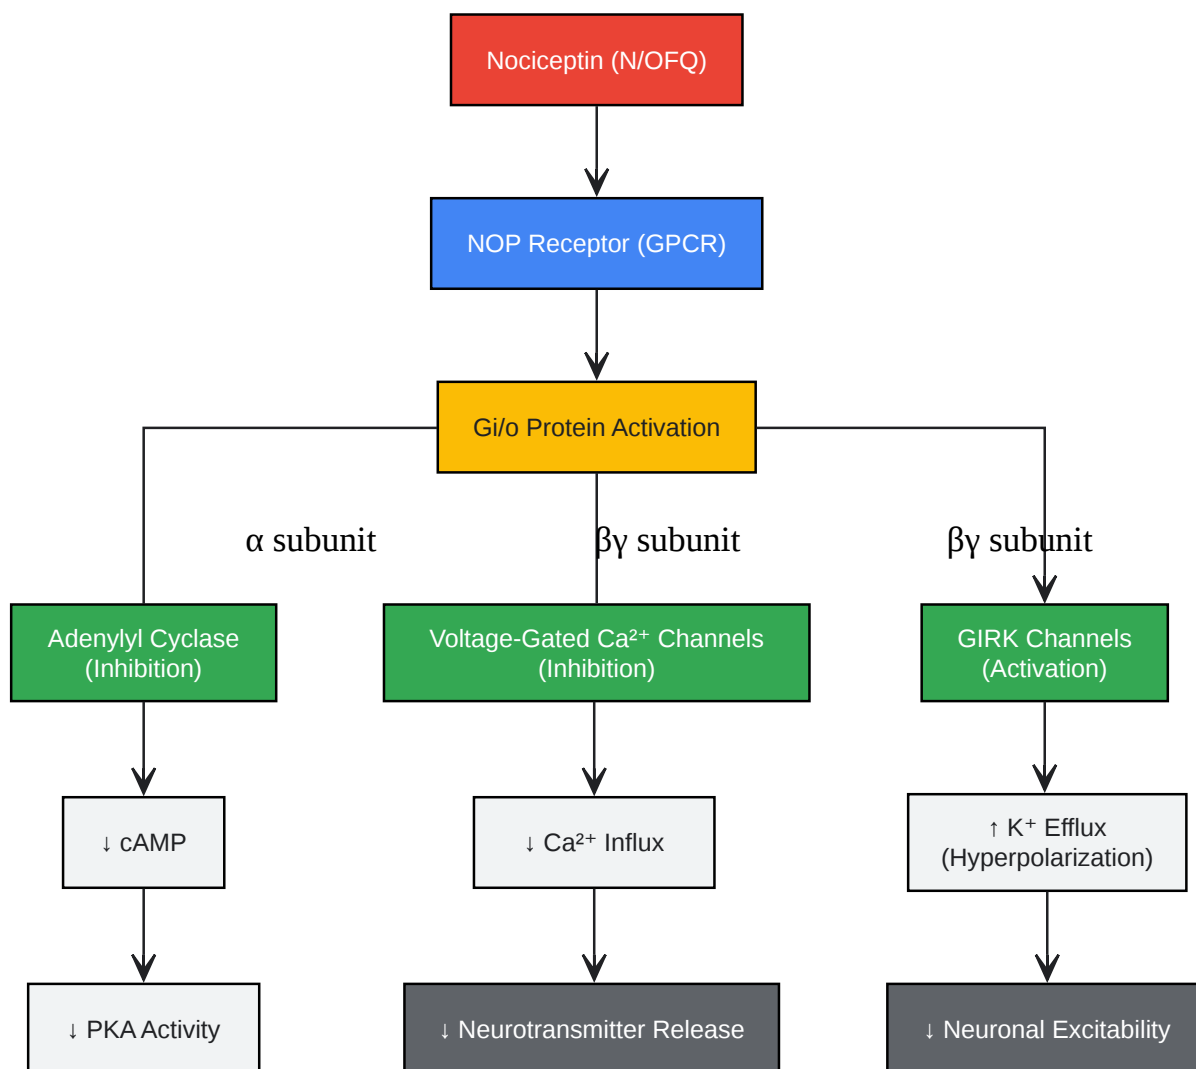 Nociceptin (N/OFQ)
NOP Receptor (GPCR)
Gi/o Protein Activation
α subunit
βγ subunit
βγ subunit
Adenylyl Cyclase
(Inhibition)
Voltage-Gated Ca²⁺ Channels
(Inhibition)
GIRK Channels
(Activation)
↓ cAMP
↓ Ca²⁺ Influx
↑ K⁺ Efflux
(Hyperpolarization)
↓ PKA Activity
↓ Neurotransmitter Release
↓ Neuronal Excitability